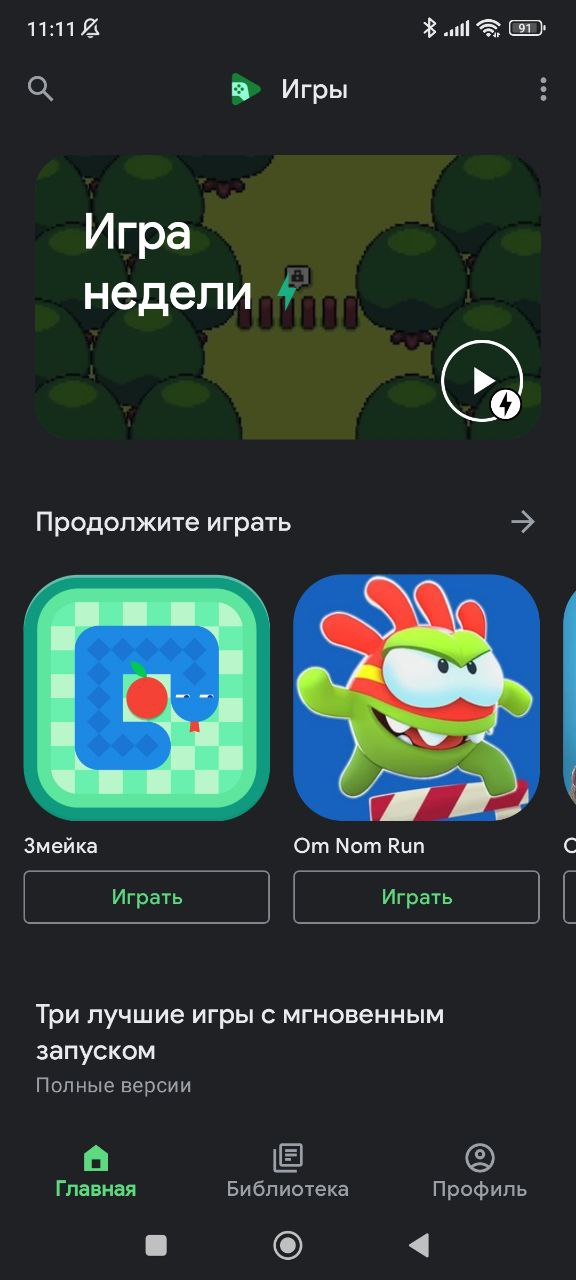 11:11
91
Игры
Игра
недели
Продолжите играть
Змейка
Om Nom Run
Играть
Играть
Три лучшие игры с мгновенным
запуском
Полные версии
Главная
Библиотека
Профиль